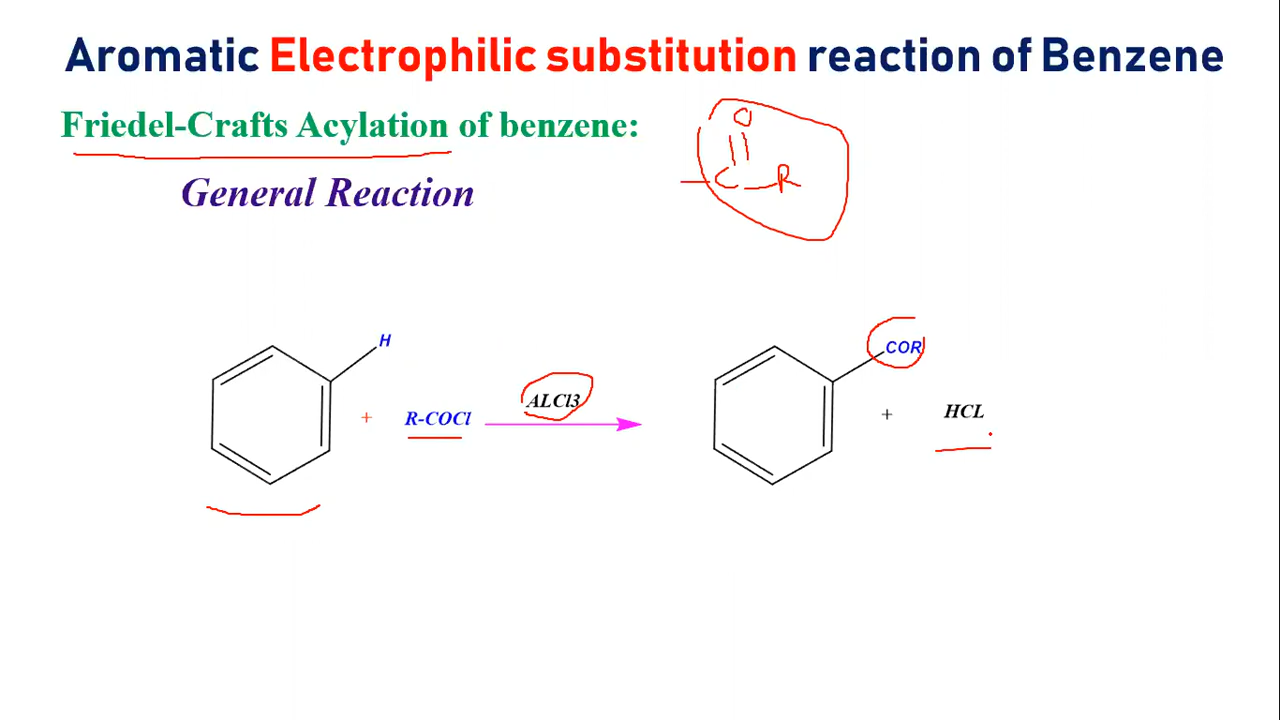 Aromatic Electrophilic substitution reaction of Benzene
Friedel-Crafts Acylation of benzene:
O
C R
General Reaction
H
+ R-COCl
ALCl3
COR
+ HCL